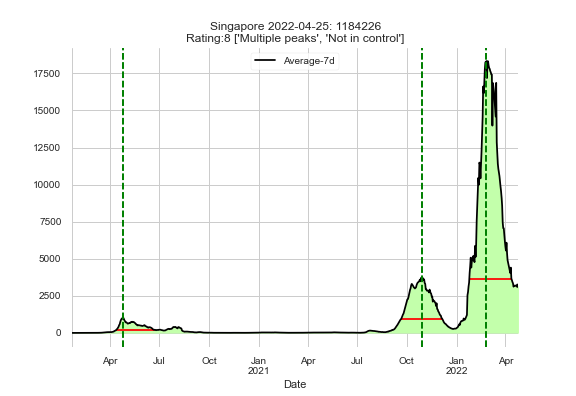 Singapore 2022-04-25: 1184226
Rating:8 ['Multiple peaks', 'Not in control']
Average-7d
17500
15000
12500
10000
7500
5000
2500
0
Apr Jul Oct Jan Apr Jul Oct Jan Apr
2021 2022
Date